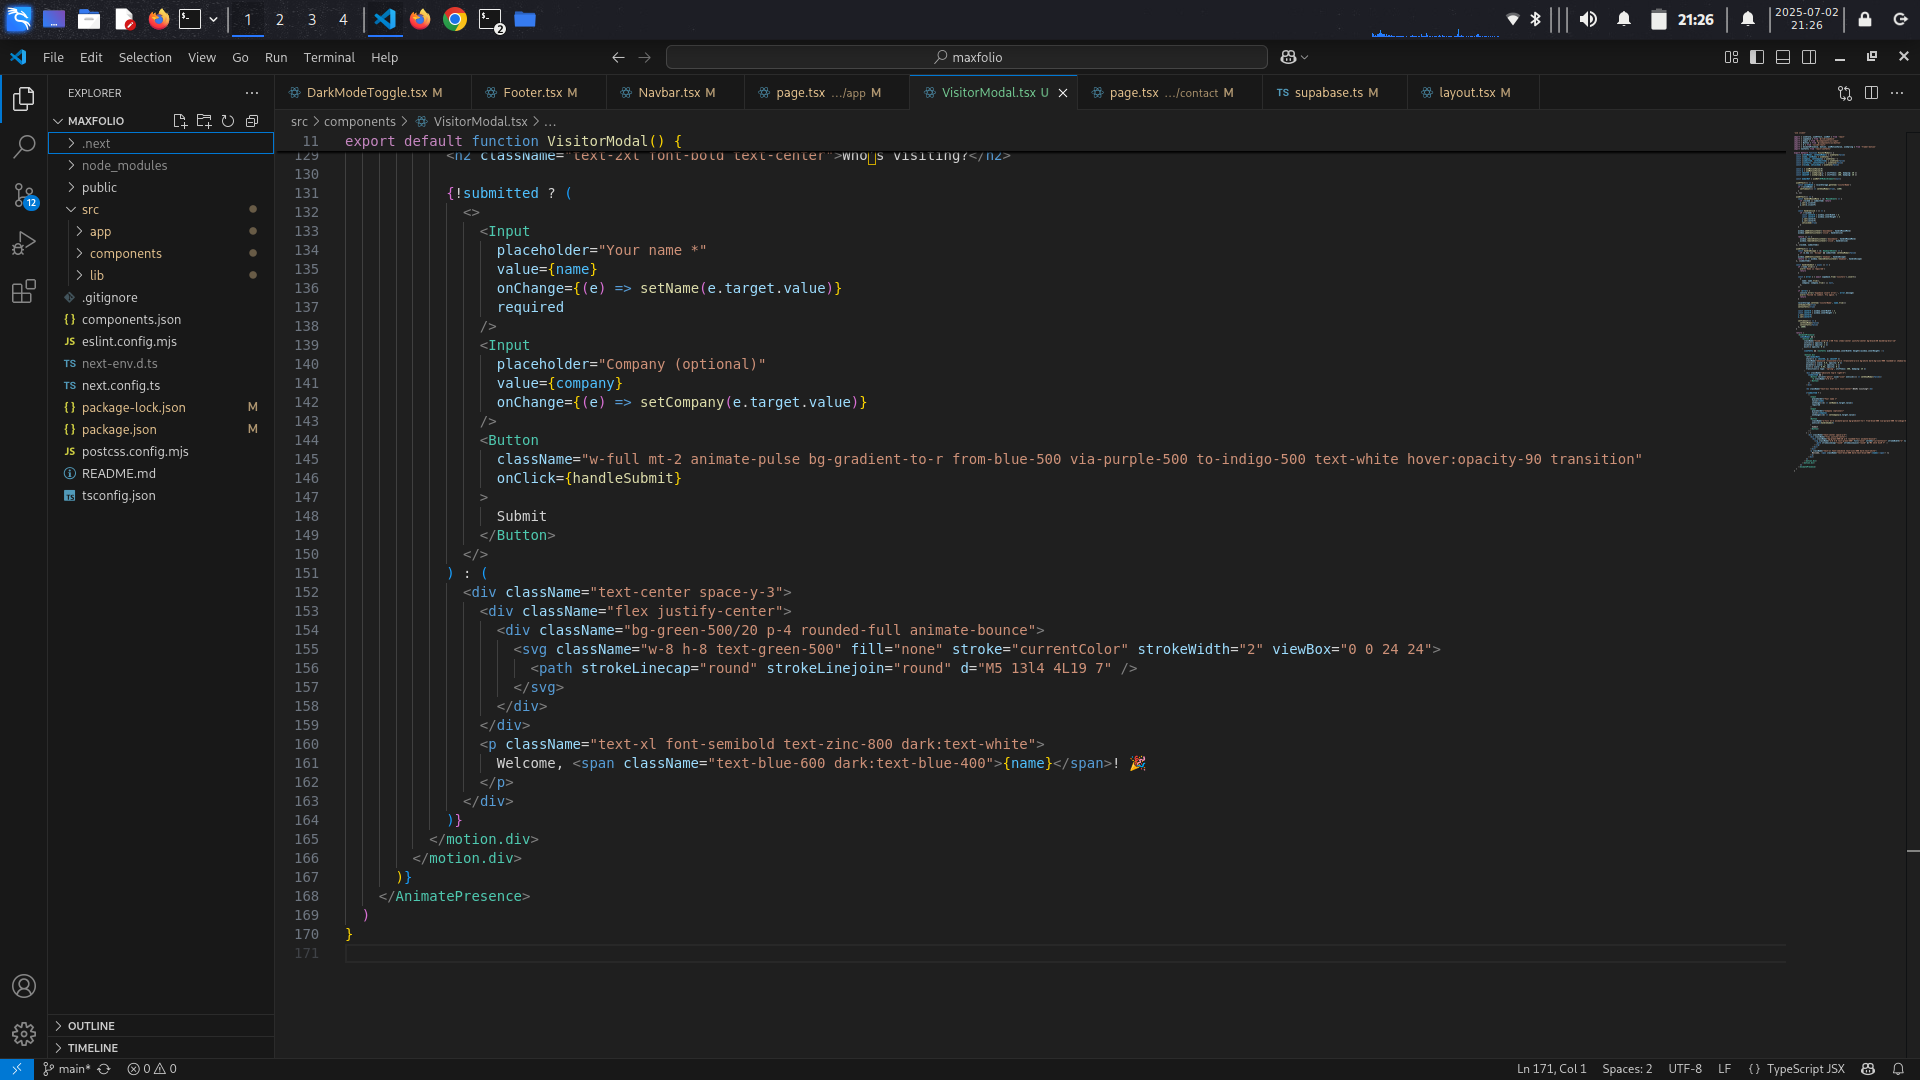 1 2 3 4
2
21:26
2025-07-02
21:26
File Edit Selection View Go Run Terminal Help
maxfolio
EXPLORER
DarkModeToggle.tsx M
Footer.tsx M
Navbar.tsx M
page.tsx .../app M
VisitorModal.tsx U
page.tsx .../contact M
TS supabase.ts M
layout.tsx M
MAXFOLIO
.next
node_modules
public
src
app
components
lib
.gitignore
{} components.json
JS eslint.config.mjs
TS next-env.d.ts
TS next.config.ts
{} package-lock.json M
{} package.json M
JS postcss.config.mjs
README.md
TS tsconfig.json
OUTLINE
TIMELINE
12
src > components > VisitorModal.tsx > ...
11 export default function VisitorModal() {
129 <h2 className="text-2xl font-bold text-center">Who's Visiting?</h2>
130
131 {!submitted ? (
132 <>
133 <Input
134 placeholder="Your name *"
135 value={name}
136 onChange={(e) => setName(e.target.value)}
137 required
138 />
139 <Input
140 placeholder="Company (optional)"
141 value={company}
142 onChange={(e) => setCompany(e.target.value)}
143 />
144 <Button
145 className="w-full mt-2 animate-pulse bg-gradient-to-r from-blue-500 via-purple-500 to-indigo-500 text-white hover:opacity-90 transition"
146 onClick={handleSubmit}
147 >
148 Submit
149 </Button>
150 </>
151 ) : (
152 <div className="text-center space-y-3">
153 <div className="flex justify-center">
154 <div className="bg-green-500/20 p-4 rounded-full animate-bounce">
155 <svg className="w-8 h-8 text-green-500" fill="none" stroke="currentColor" strokeWidth="2" viewBox="0 0 24 24">
156 <path strokeLinecap="round" strokeLinejoin="round" d="M5 13l4 4L19 7" />
157 </svg>
158 </div>
159 </div>
160 <p className="text-xl font-semibold text-zinc-800 dark:text-white">
161 Welcome, <span className="text-blue-600 dark:text-blue-400">{name}</span>! 🎉
162 </p>
163 </div>
164 )}
165 </motion.div>
166 </motion.div>
167 )}
168 </AnimatePresence>
169 )
170 }
171
main* 0 0
Ln 171, Col 1 Spaces: 2 UTF-8 LF {} TypeScript JSX